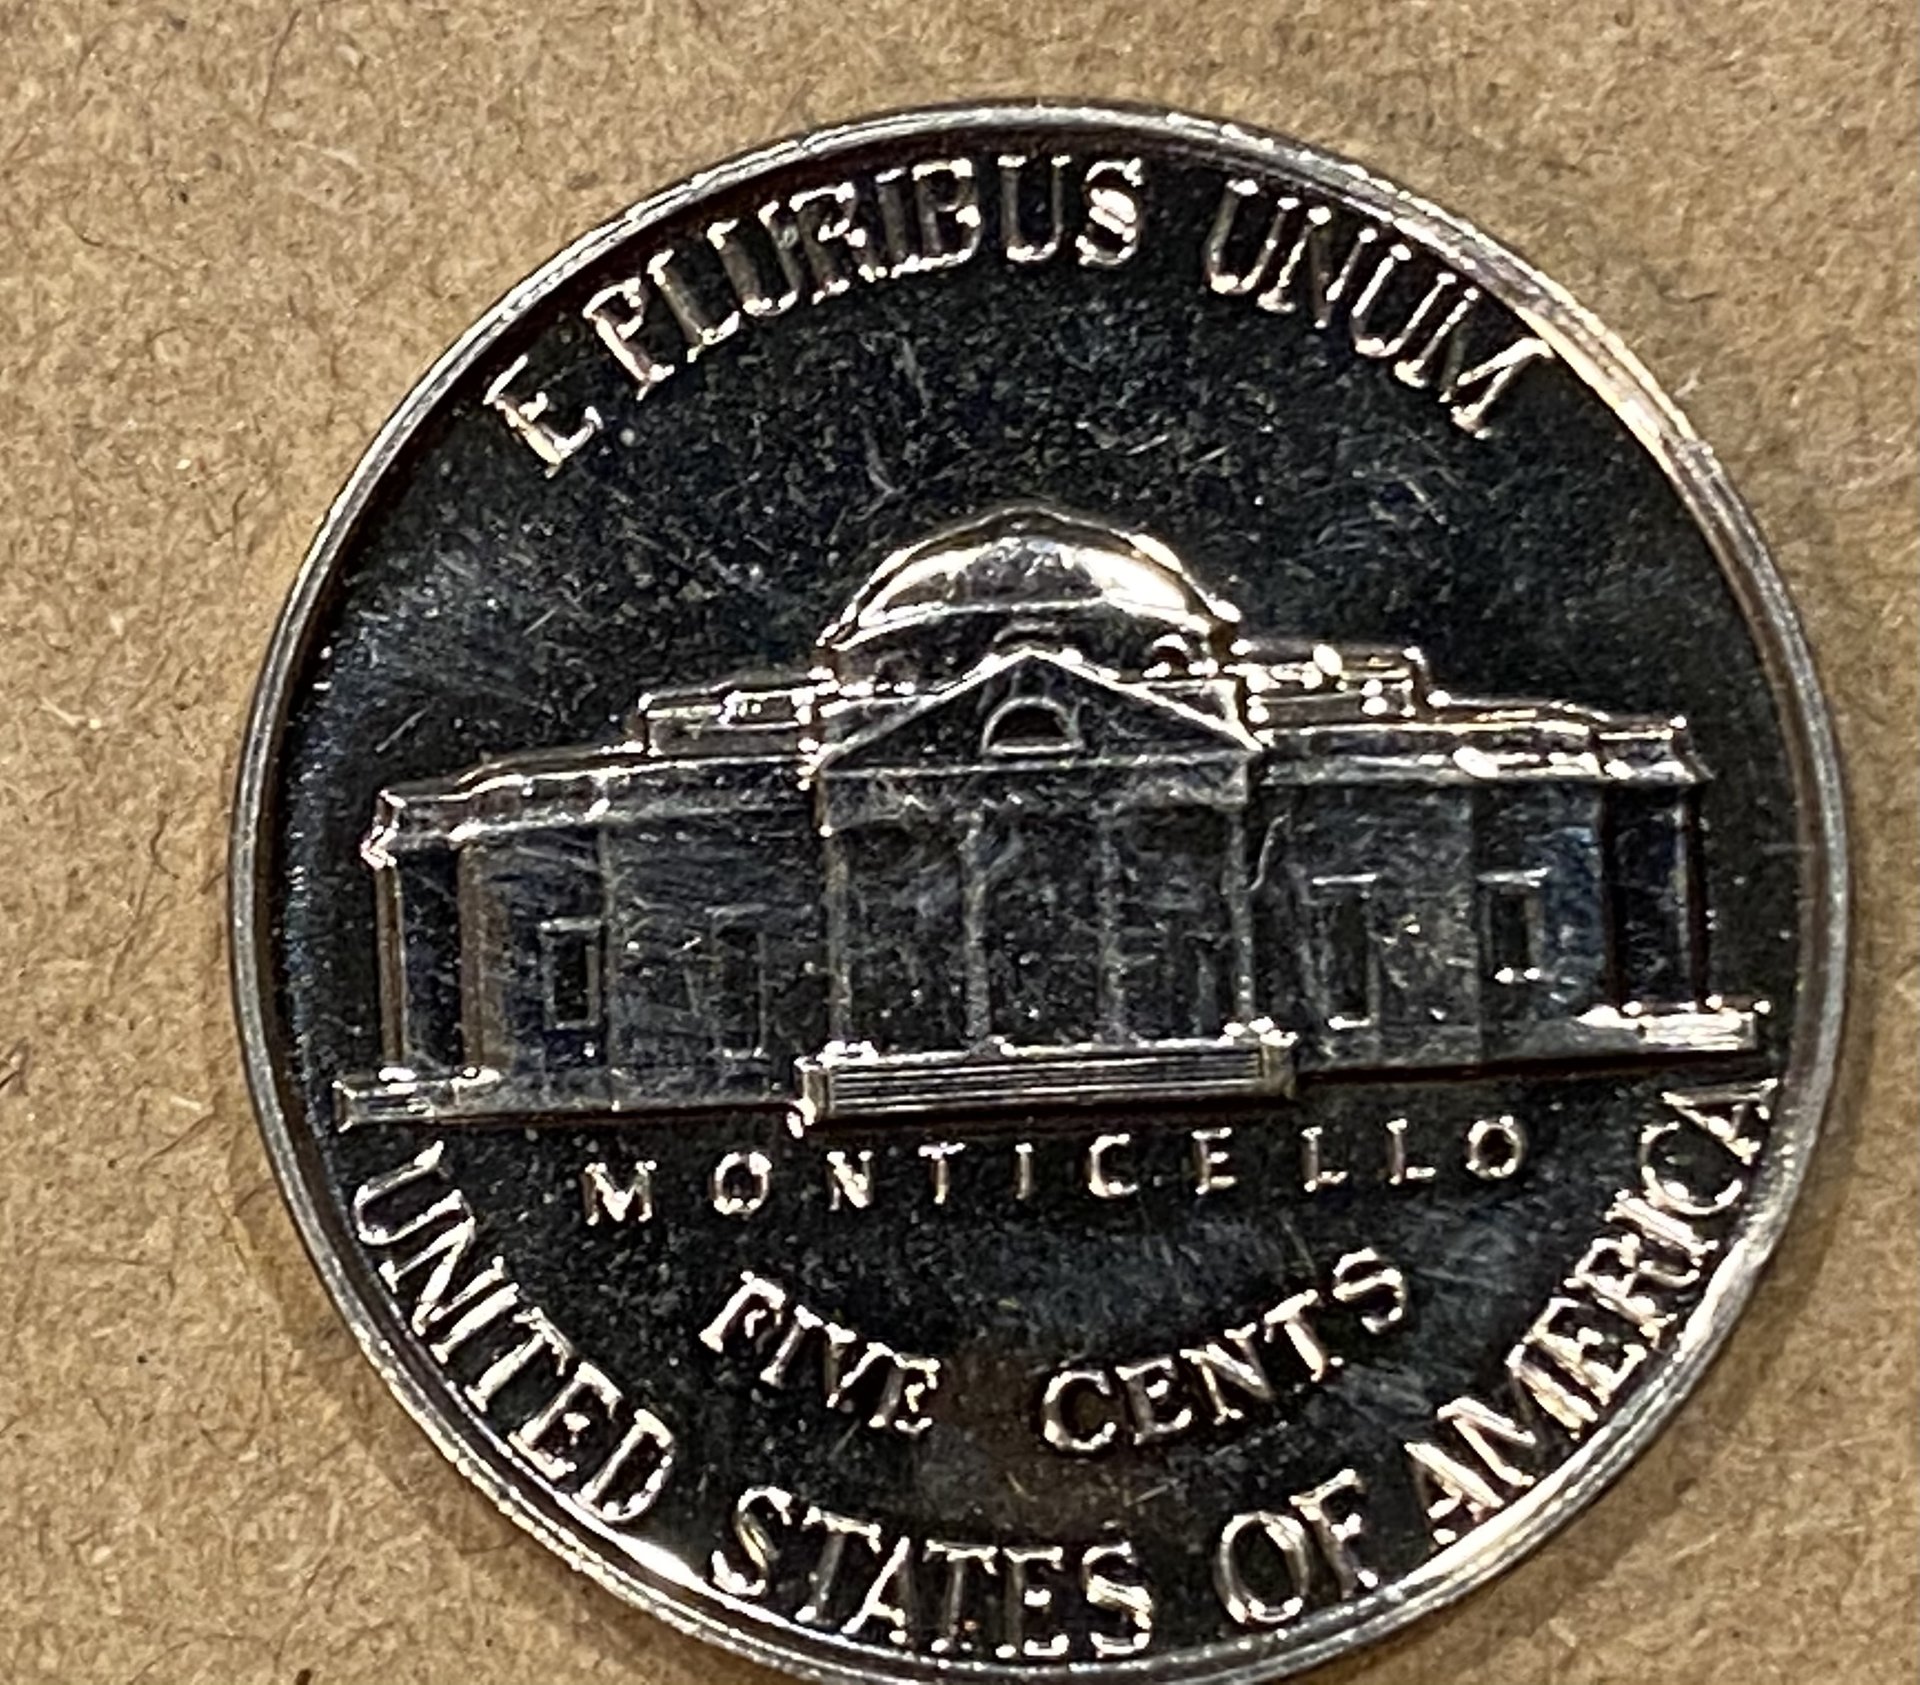 E PLURIBUS UNUM
MONTICELLO
FIVE CENTS
UNITED STATES OF AMERICA